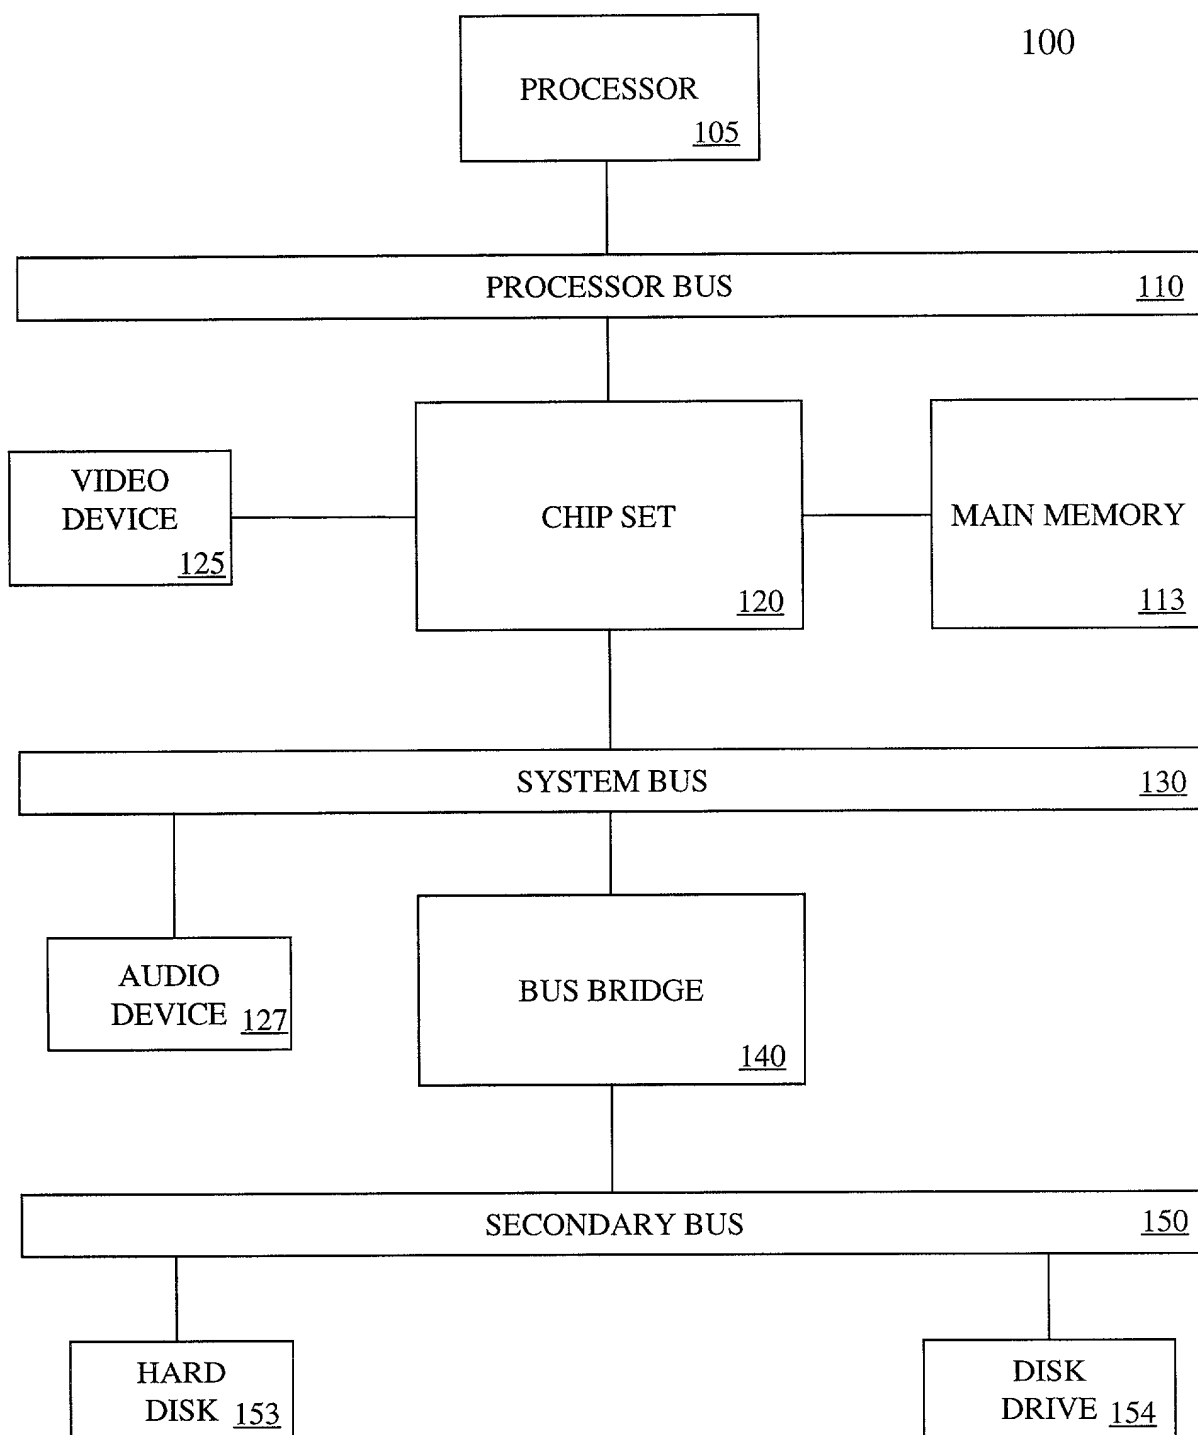 100
PROCESSOR
105
PROCESSOR BUS 110
VIDEO
DEVICE
125
CHIP SET
120
MAIN MEMORY
113
SYSTEM BUS 130
AUDIO
DEVICE 127
BUS BRIDGE
140
SECONDARY BUS 150
HARD
DISK 153
DISK
DRIVE 154